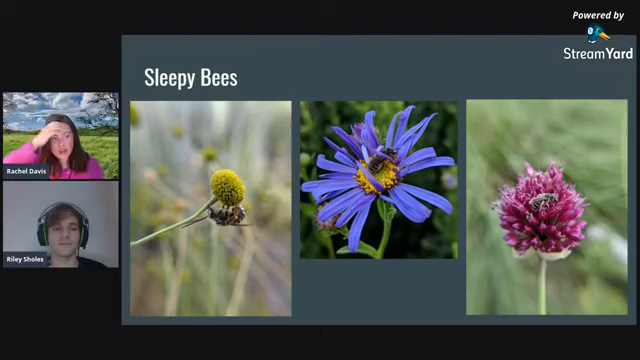 Powered by
StreamYard
Sleepy Bees
Rachel Davis
Riley Sholes